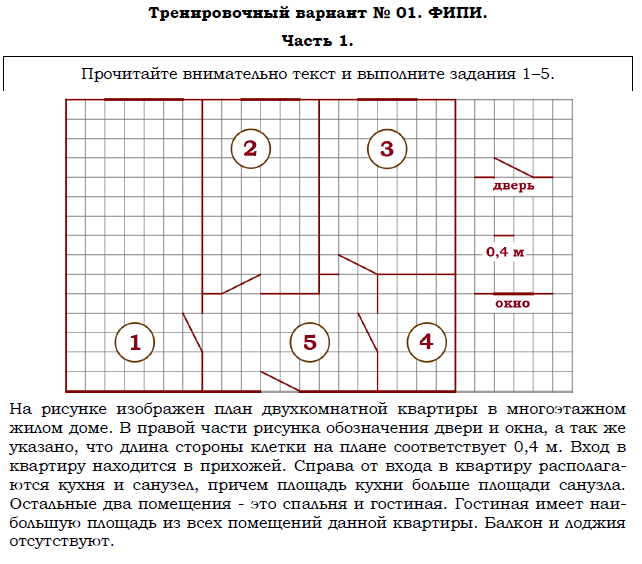 Тренировочный вариант № 01. ФИПИ.
Часть 1.
Прочитайте внимательно текст и выполните задания 1–5.
2
3
дверь
0,4 м
окно
1
5
4
На рисунке изображен план двухкомнатной квартиры в многоэтажном
жилом доме. В правой части рисунка обозначения двери и окна, а так же
указано, что длина стороны клетки на плане соответствует 0,4 м. Вход в
квартиру находится в прихожей. Справа от входа в квартиру распола­га-
ются кухня и санузел, причем площадь кухни больше площади санузла.
Остальные два помещения - это спальня и гостиная. Гостиная имеет наи-
большую площадь из всех помещений данной квартиры. Балкон и лоджия
отсутствуют.